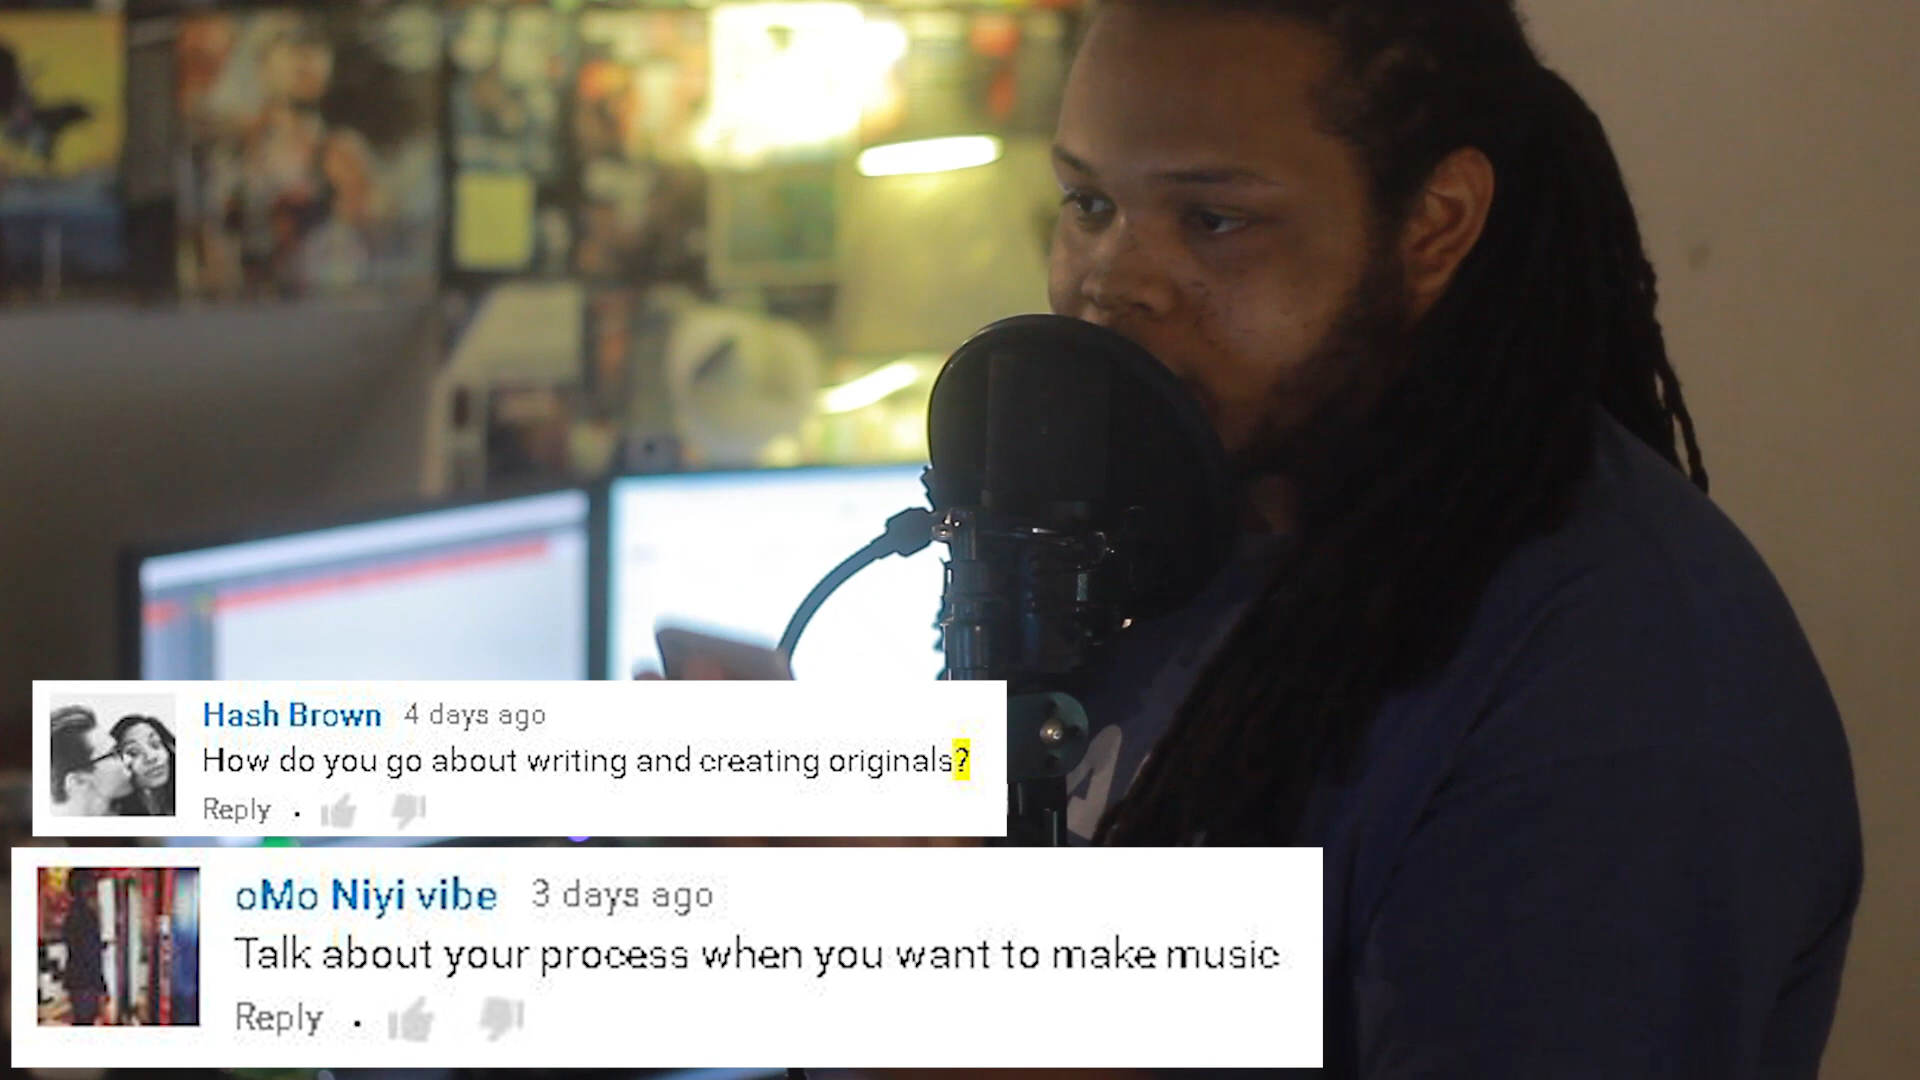 Hash Brown 4 days ago
How do you go about writing and creating originals?
Reply .
oMo Niyi vibe 3 days ago
Talk about your process when you want to make music
Reply .